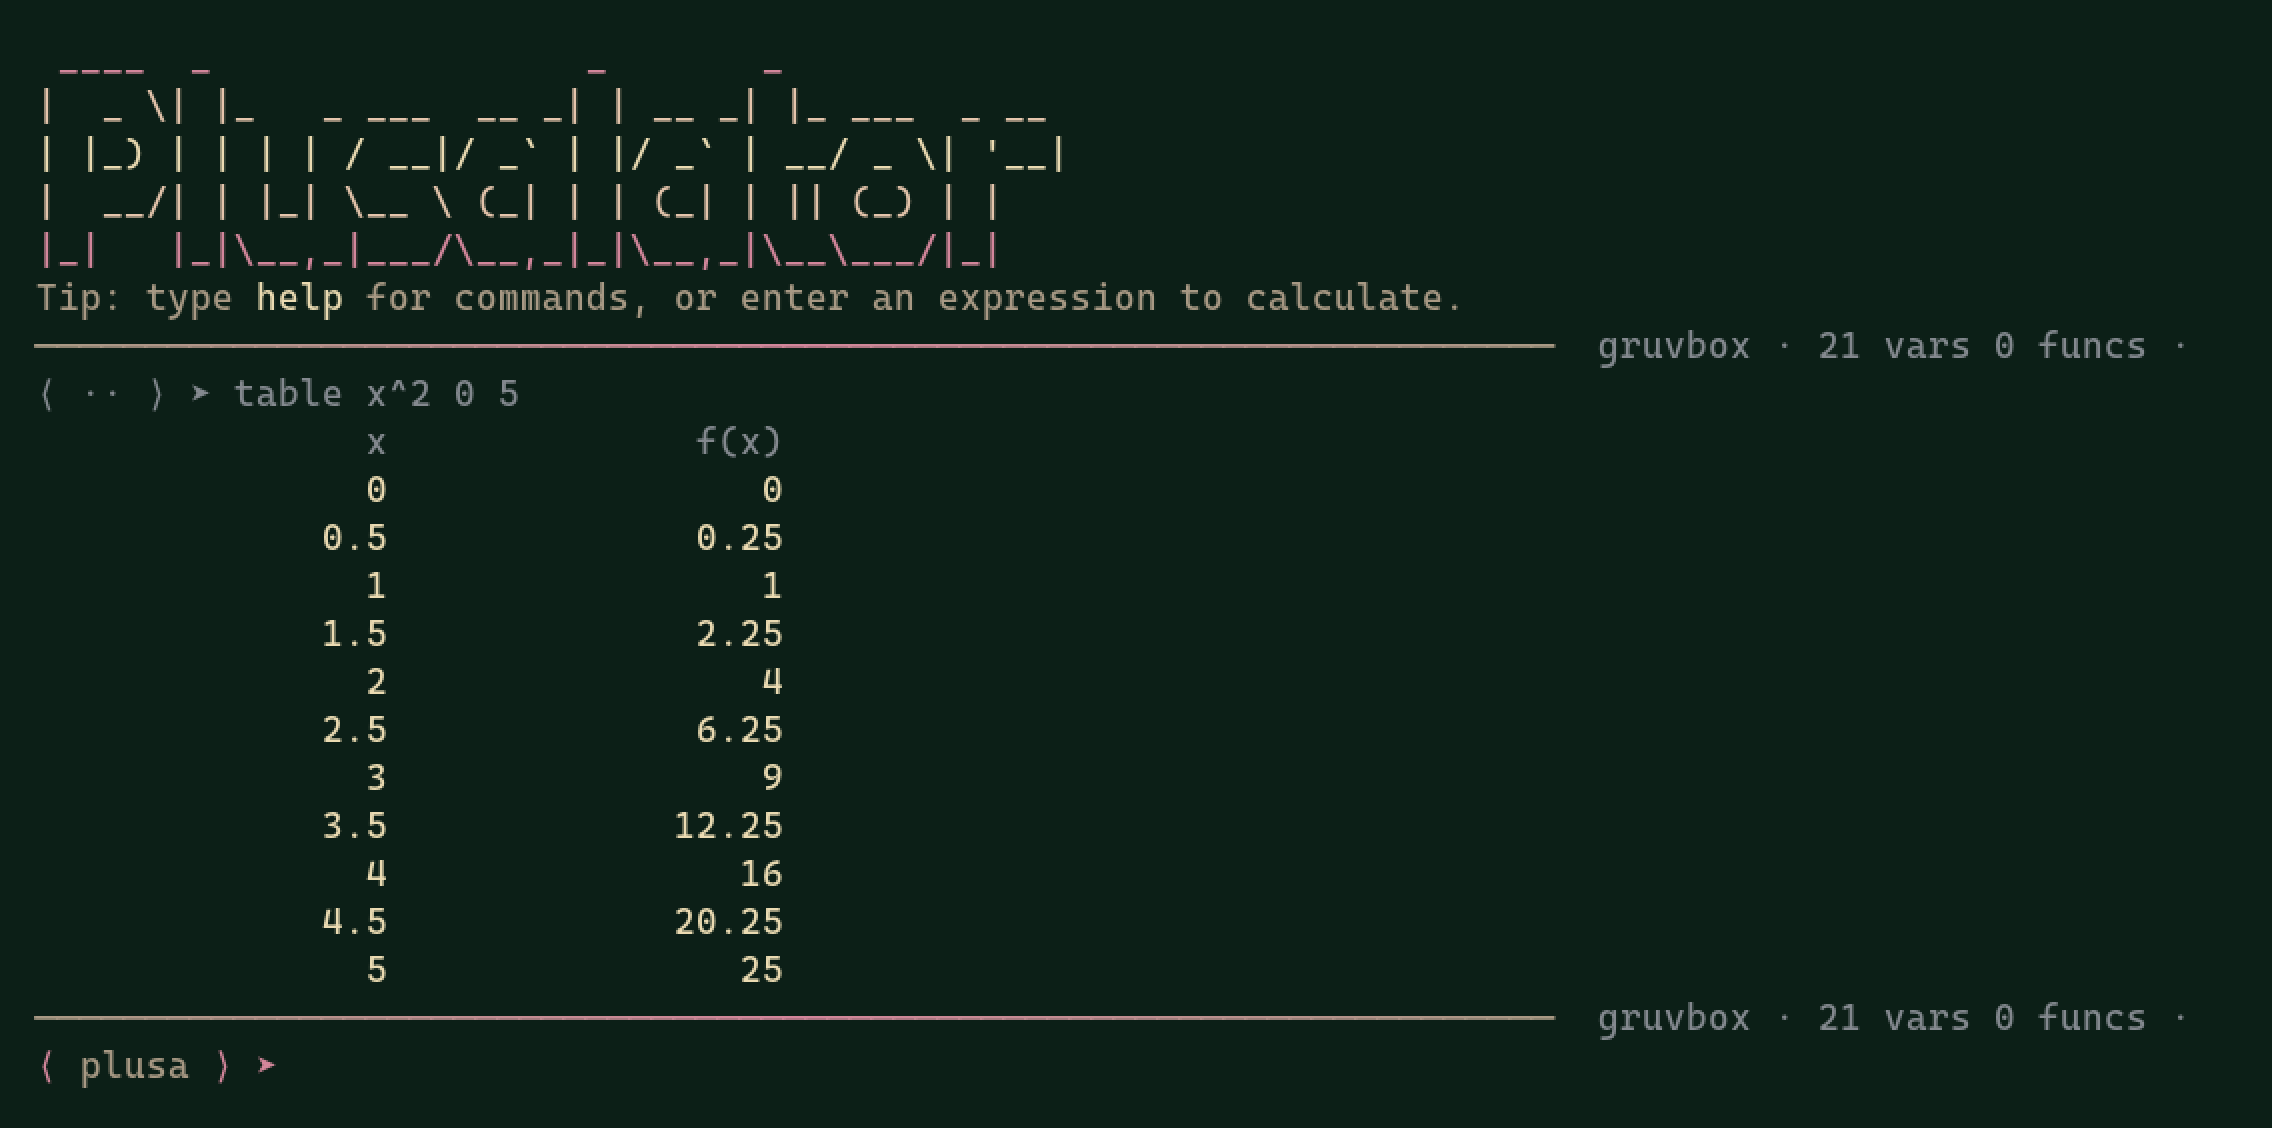 Plusalator
Tip: type help for commands, or enter an expression to calculate.
gruvbox · 21 vars 0 funcs ·
⟨ ·· ⟩ ➤ table x^2 0 5
x f(x)
0 0
0.5 0.25
1 1
1.5 2.25
2 4
2.5 6.25
3 9
3.5 12.25
4 16
4.5 20.25
5 25
gruvbox · 21 vars 0 funcs ·
⟨ plusa ⟩ ➤